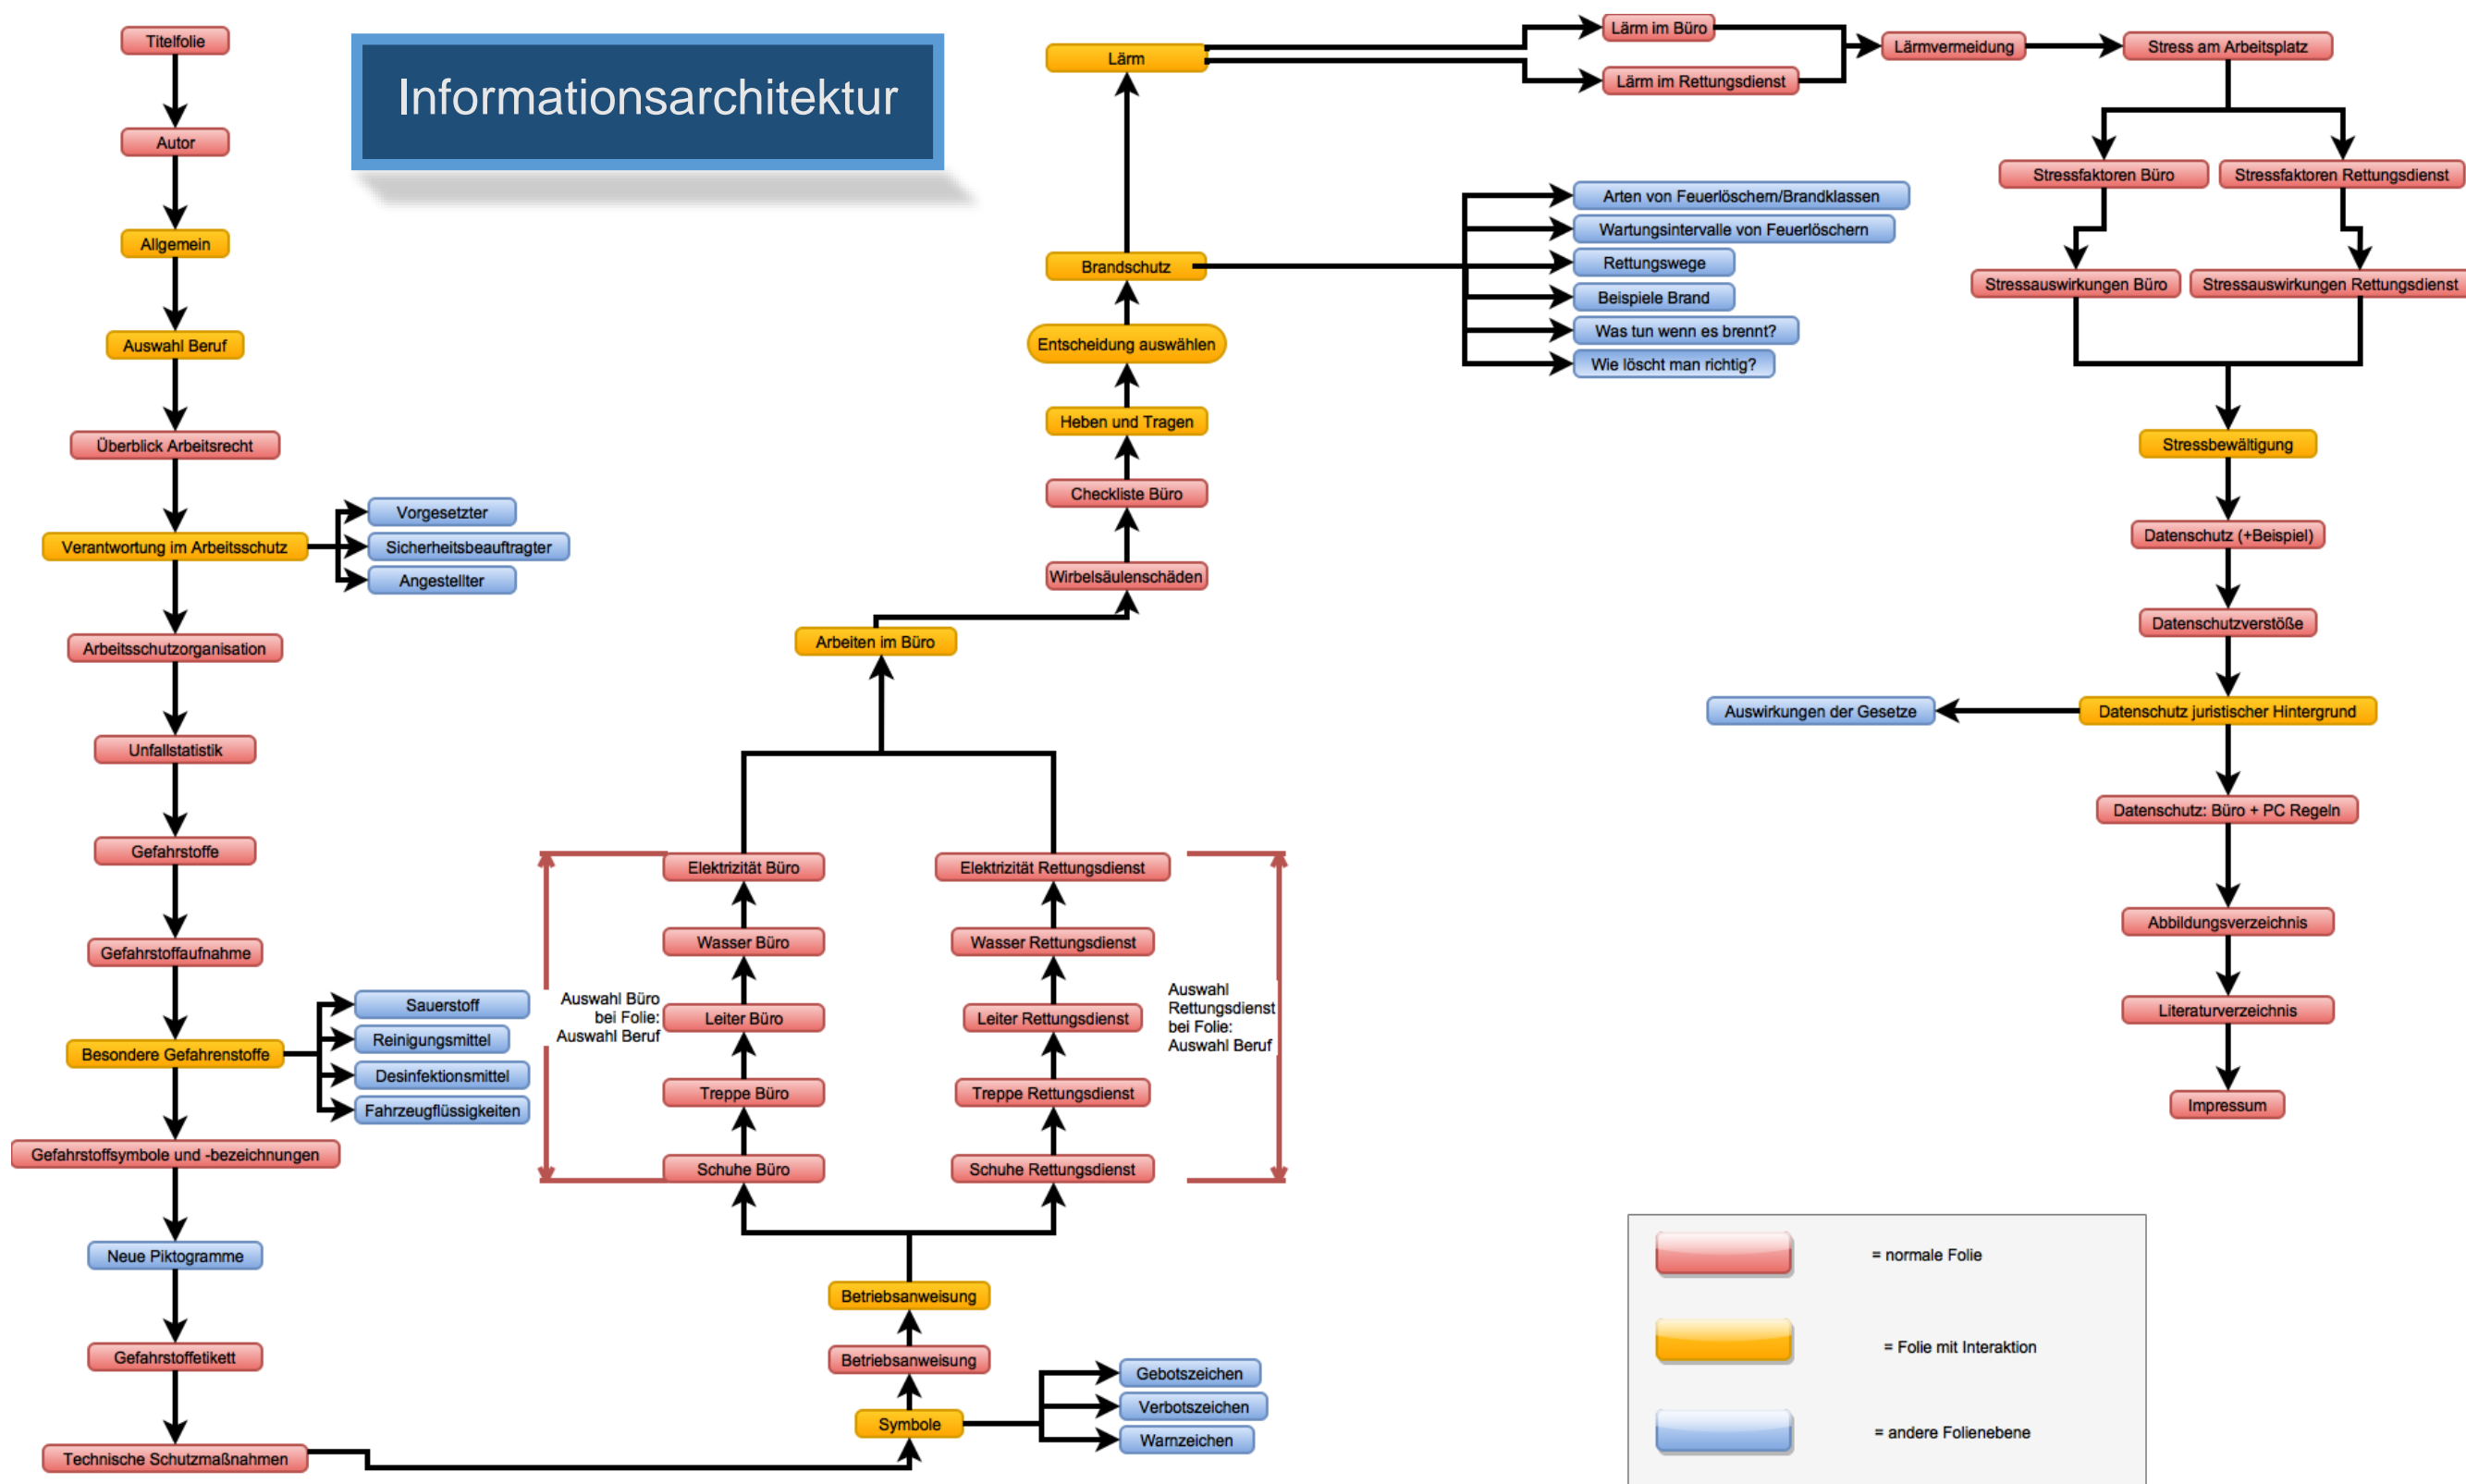 Informationsarchitektur
Titelfolie
Autor
Allgemein
Auswahl Beruf
Überblick Arbeitsrecht
Verantwortung im Arbeitsschutz
Vorgesetzter
Sicherheitsbeauftragter
Angestellter
Arbeitsschutzorganisation
Unfallstatistik
Gefahrstoffe
Gefahrstoffaufnahme
Besondere Gefahrenstoffe
Sauerstoff
Reinigungsmittel
Desinfektionsmittel
Fahrzeugflüssigkeiten
Gefahrstoffsymbole und -bezeichnungen
Neue Piktogramme
Gefahrstoffetikett
Technische Schutzmaßnahmen
Symbole
Gebotszeichen
Verbotszeichen
Warnzeichen
Betriebsanweisung
Betriebsanweisung
Schuhe Büro
Treppe Büro
Leiter Büro
Wasser Büro
Elektrizität Büro
Auswahl Büro
bei Folie:
Auswahl Beruf
Schuhe Rettungsdienst
Treppe Rettungsdienst
Leiter Rettungsdienst
Wasser Rettungsdienst
Elektrizität Rettungsdienst
Auswahl
Rettungsdienst
bei Folie:
Auswahl Beruf
Arbeiten im Büro
Wirbelsäulenschäden
Checkliste Büro
Heben und Tragen
Entscheidung auswählen
Brandschutz
Arten von Feuerlöschern/Brandklassen
Wartungsintervalle von Feuerlöschern
Rettungswege
Beispiele Brand
Was tun wenn es brennt?
Wie löscht man richtig?
Lärm
Lärm im Büro
Lärm im Rettungsdienst
Lärmvermeidung
Stress am Arbeitsplatz
Stressfaktoren Büro
Stressfaktoren Rettungsdienst
Stressauswirkungen Büro
Stressauswirkungen Rettungsdienst
Stressbewältigung
Datenschutz (+Beispiel)
Datenschutzverstöße
Datenschutz juristischer Hintergrund
Auswirkungen der Gesetze
Datenschutz: Büro + PC Regeln
Abbildungsverzeichnis
Literaturverzeichnis
Impressum
= normale Folie
= Folie mit Interaktion
= andere Folienebene